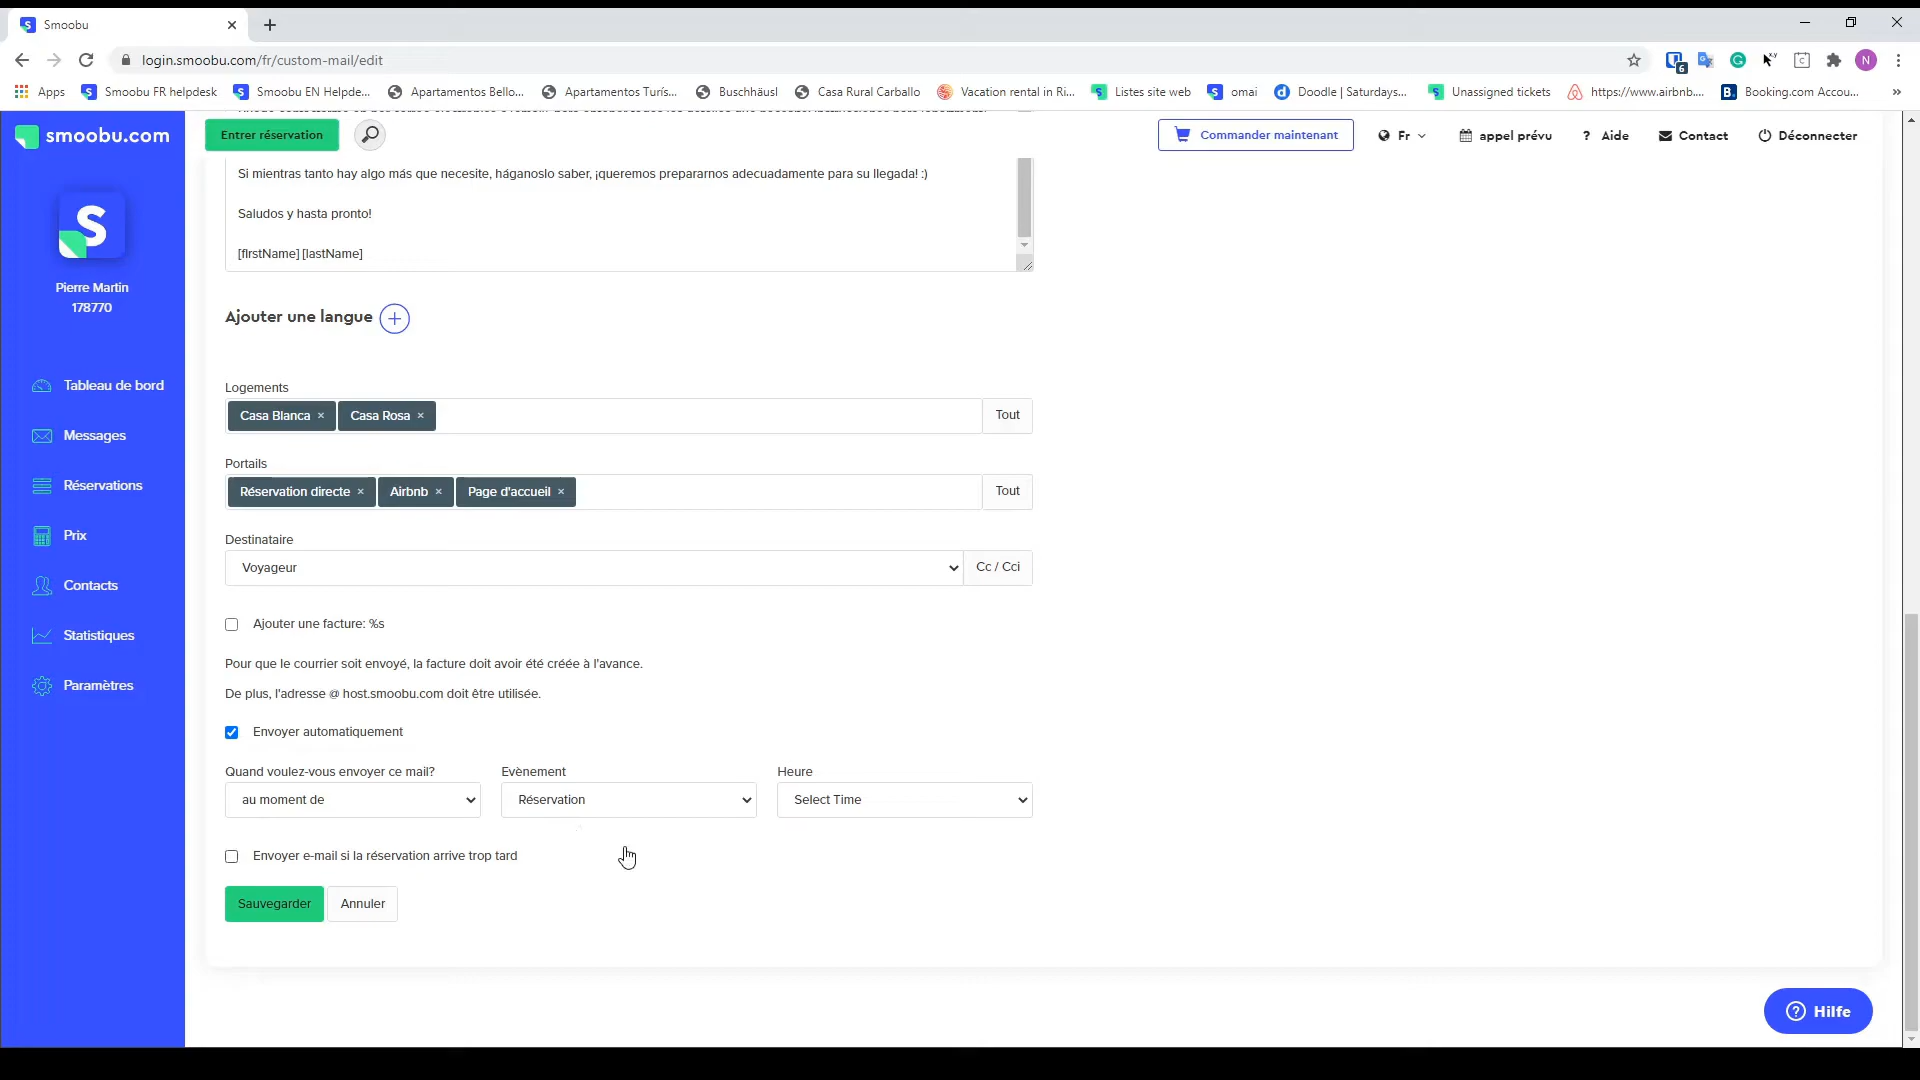 Smoobu
login.smoobu.com/fr/custom-mail/edit
Apps
Smoobu FR helpdesk
Smoobu EN Helpde...
Apartamentos Bello...
Apartamentos Turís...
Buschhäusl
Casa Rural Carballo
Vacation rental in Ri...
Listes site web
omai
Doodle | Saturdays...
Unassigned tickets
https://www.airbnb....
Booking.com Accou...
smoobu.com
Entrer réservation
Commander maintenant
Fr
appel prévu
? Aide
Contact
Déconnecter
Pierre Martin
178770
Tableau de bord
Messages
Réservations
Prix
Contacts
Statistiques
Paramètres
Si mientras tanto hay algo más que necesite, háganoslo saber, ¡queremos prepararnos adecuadamente para su llegada! :)
Saludos y hasta pronto!
[firstName] [lastName]
Ajouter une langue +
Logements
Casa Blanca × Casa Rosa × Tout
Portails
Réservation directe × Airbnb × Page d'accueil × Tout
Destinataire
Voyageur Cc / Cci
Ajouter une facture: %s
Pour que le courrier soit envoyé, la facture doit avoir été créée à l'avance.
De plus, l'adresse @ host.smoobu.com doit être utilisée.
Envoyer automatiquement
Quand voulez-vous envoyer ce mail? Evènement Heure
au moment de Réservation Select Time
Envoyer e-mail si la réservation arrive trop tard
Sauvegarder Annuler
? Hilfe